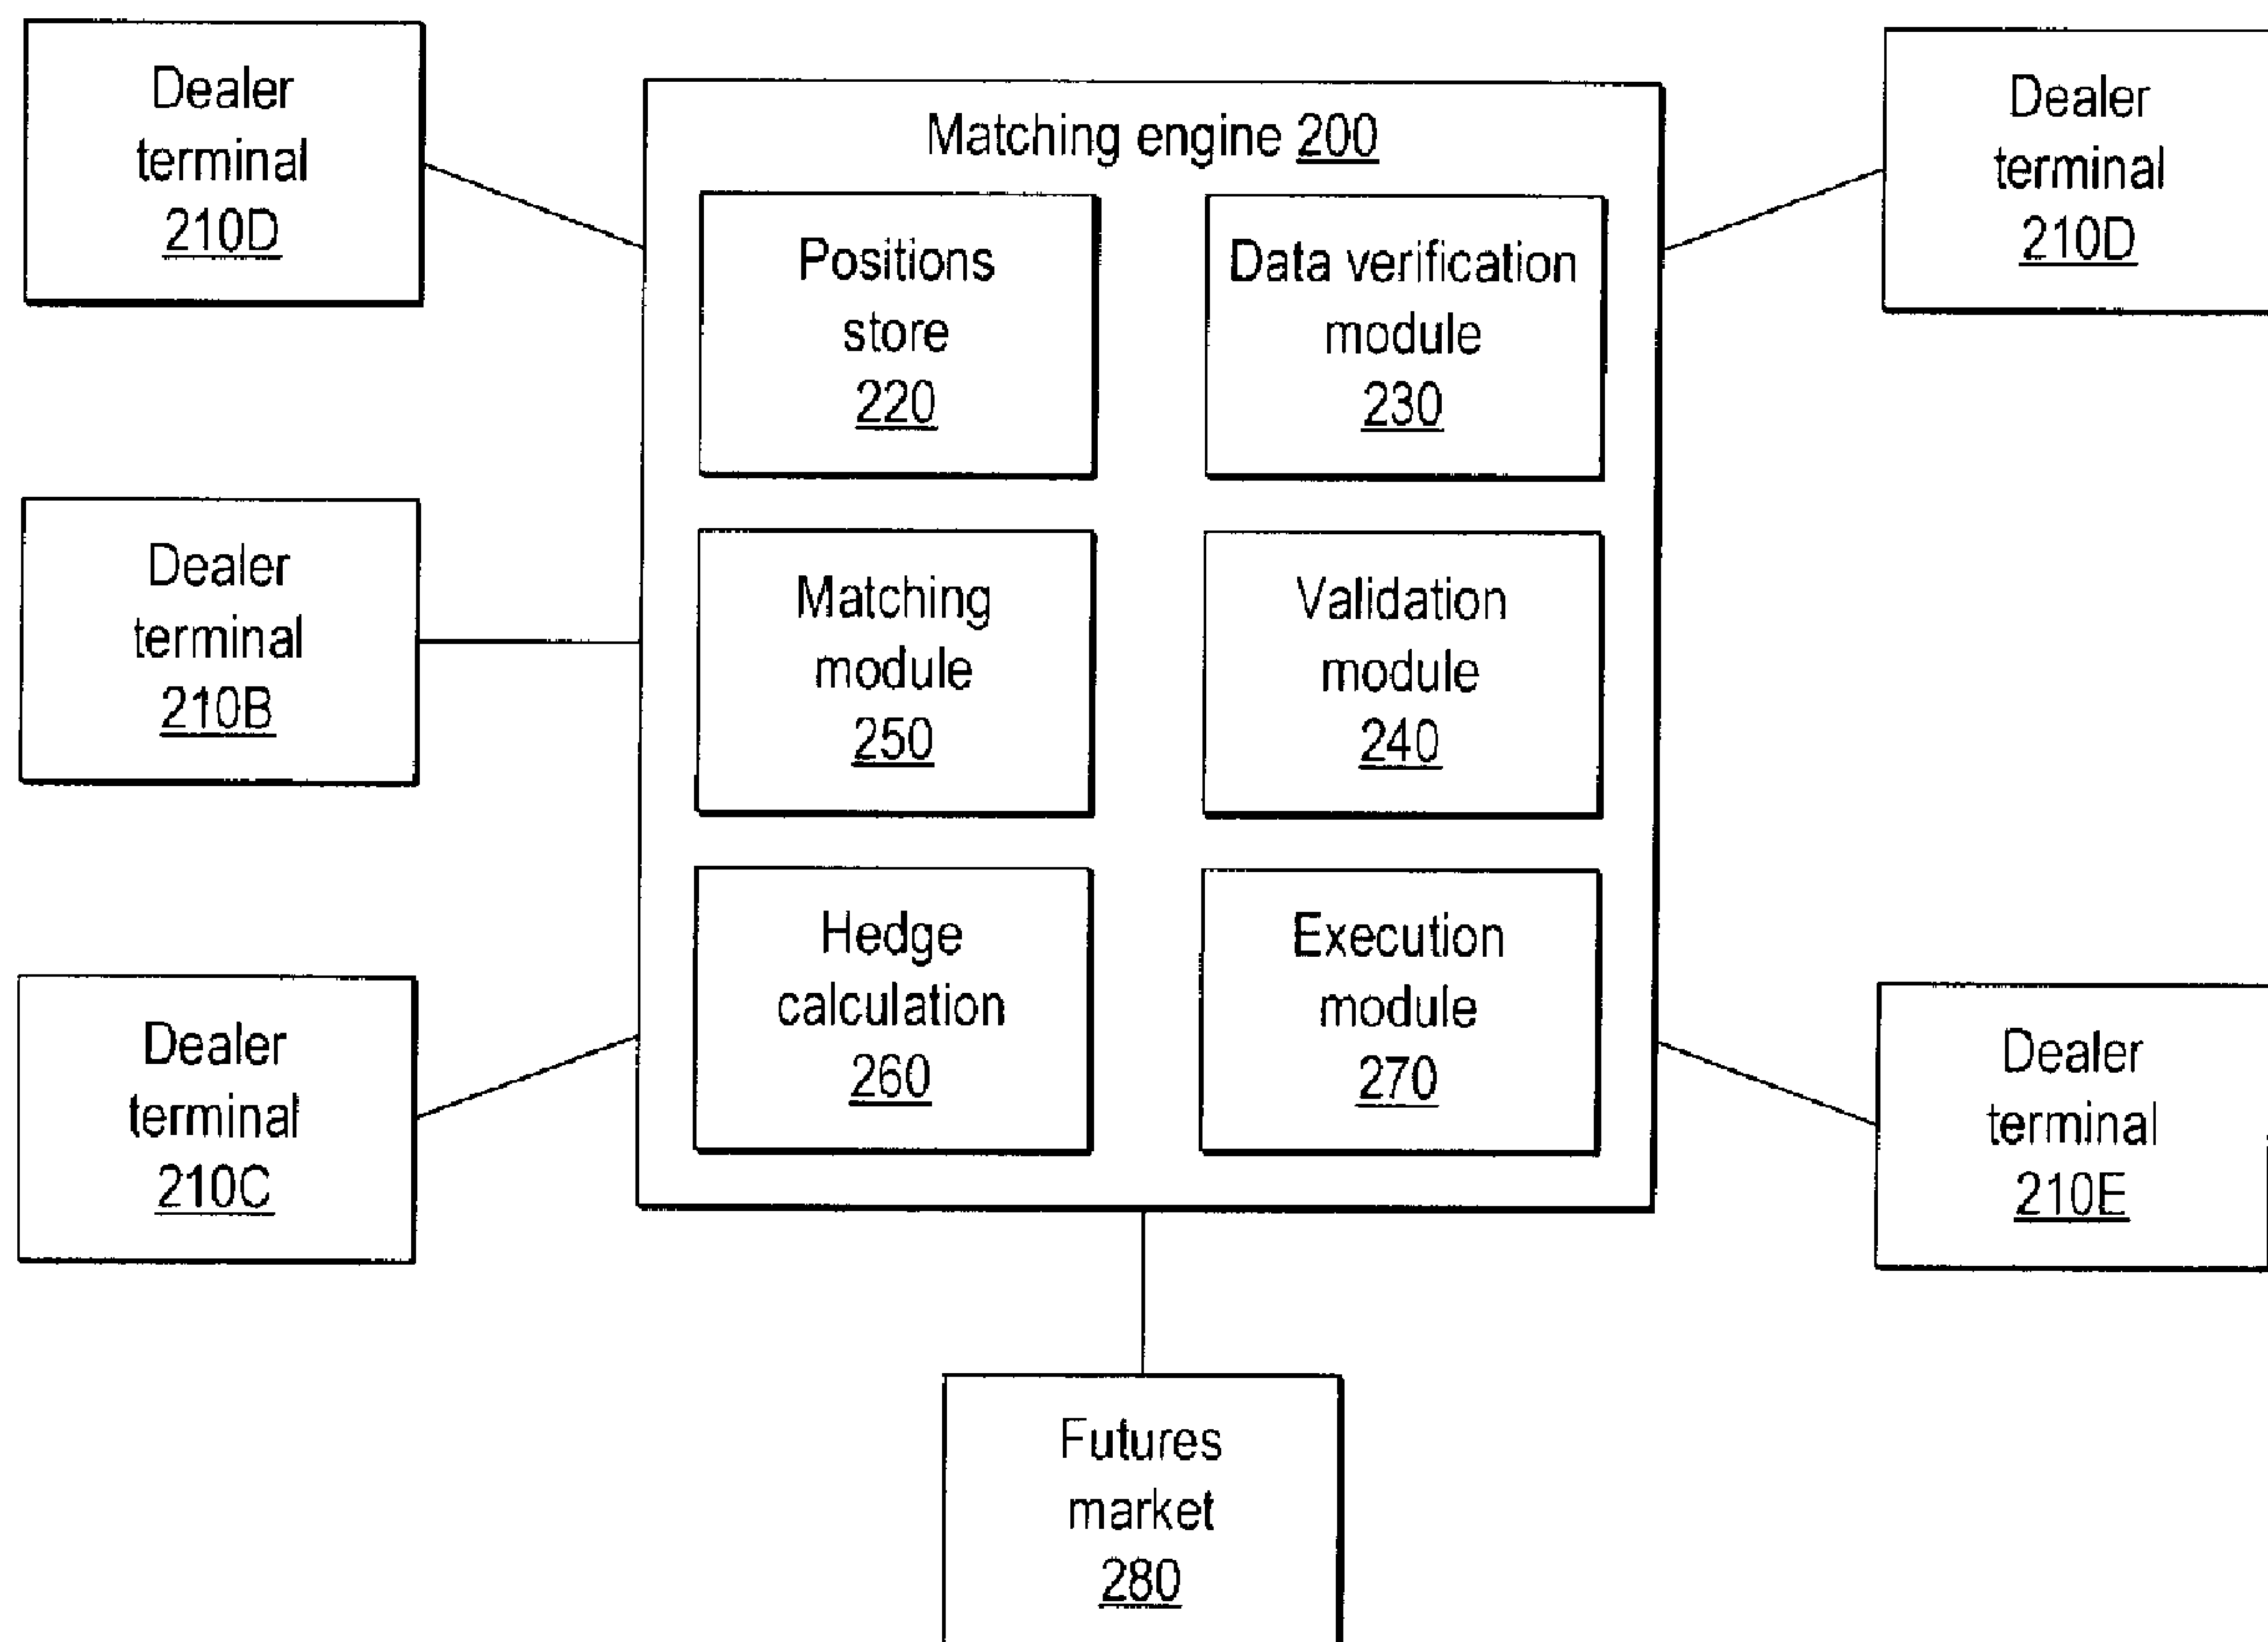 Dealer
terminal
210D
Matching engine 200
Dealer
terminal
210D
Positions
store
220
Data verification
module
230
Dealer
terminal
210B
Matching
module
250
Validation
module
240
Dealer
terminal
210C
Hedge
calculation
260
Execution
module
270
Dealer
terminal
210E
Futures
market
280